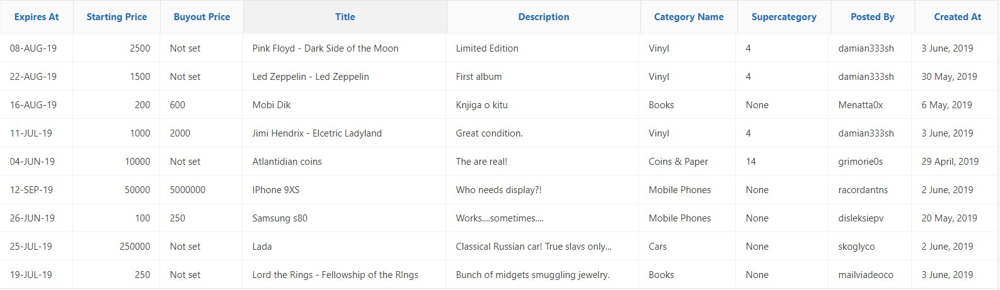 Expires At Starting Price Buyout Price Title Description Category Name Supercategory Posted By Created At
08-AUG-19 2500 Not set Pink Floyd - Dark Side of the Moon Limited Edition Vinyl 4 damian333sh 3 June, 2019
22-AUG-19 1500 Not set Led Zeppelin - Led Zeppelin First album Vinyl 4 damian333sh 30 May, 2019
16-AUG-19 200 600 Mobi Dik Knjiga o kitu Books None Menatta0x 6 May, 2019
11-JUL-19 1000 2000 Jimi Hendrix - Elcetric Ladyland Great condition. Vinyl 4 damian333sh 3 June, 2019
04-JUN-19 10000 Not set Atlantidian coins The are real! Coins & Paper 14 grimorie0s 29 April, 2019
12-SEP-19 50000 5000000 IPhone 9XS Who needs display?! Mobile Phones None racordantns 2 June, 2019
26-JUN-19 100 250 Samsung s80 Works....sometimes.... Mobile Phones None disleksiepv 20 May, 2019
25-JUL-19 250000 Not set Lada Classical Russian car! True slavs only... Cars None skoglyco 2 June, 2019
19-JUL-19 250 Not set Lord the Rings - Fellowship of the RIngs Bunch of midgets smuggling jewelry. Books None mailviadeoco 3 June, 2019